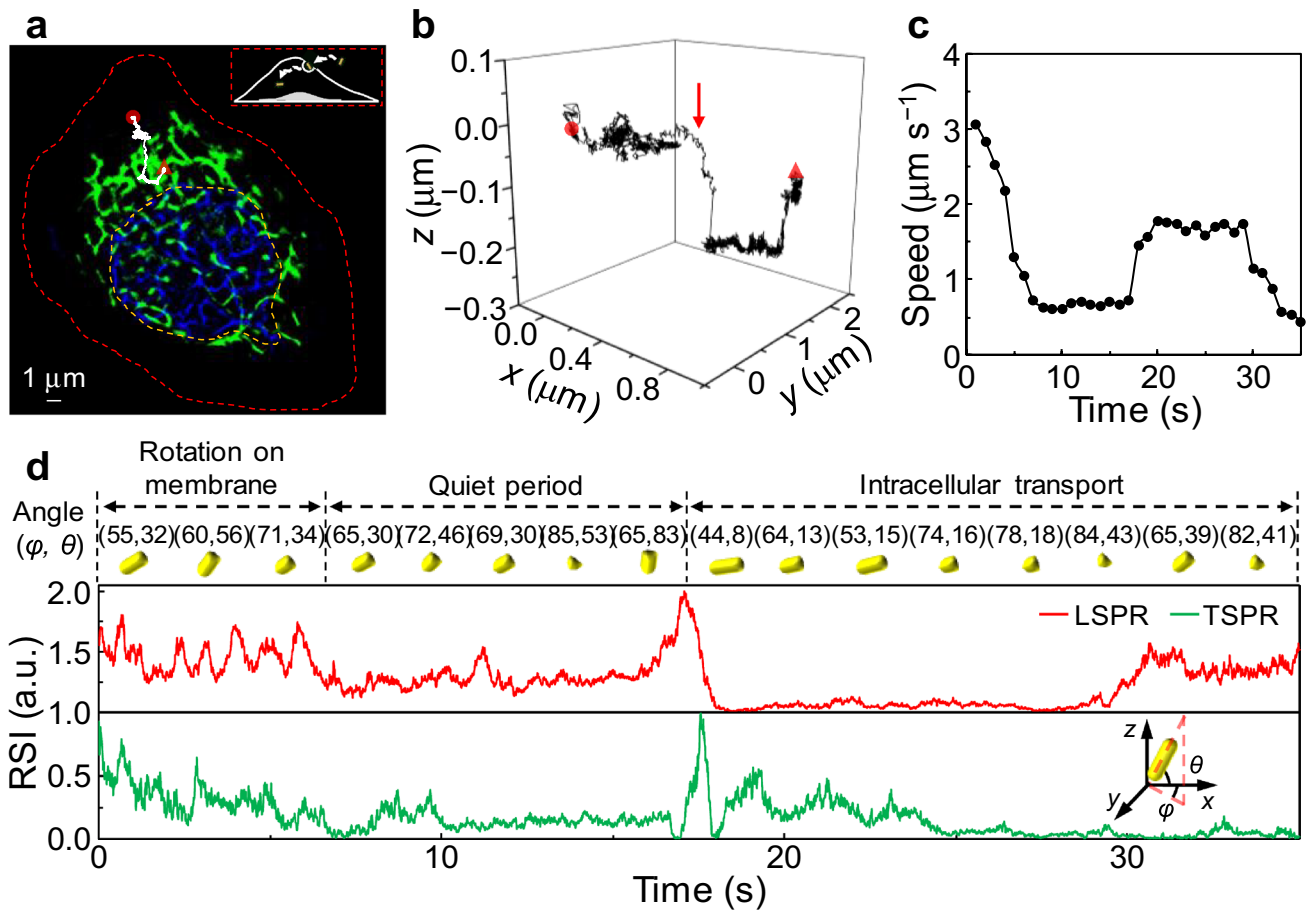 a
1 μm
b
0.1
0.0
−0.1
−0.2
−0.3
z (μm)
0.0
0.4
0.8
x (μm)
0
1
2
y (μm)
c
4
3
2
1
0
Speed (μm s⁻¹)
0 10 20 30
Time (s)
d
Rotation on
membrane
Quiet period
Intracellular transport
Angle
(φ, θ)
(55,32)(60,56)(71,34)(65,30)(72,46)(69,30)(85,53)(65,83)(44,8)(64,13)(53,15)(74,16)(78,18)(84,43)(65,39)(82,41)
2.0
1.5
1.0
0.5
0.0
RSI (a.u.)
LSPR TSPR
z
θ
y
φ
x
0 10 20 30
Time (s)